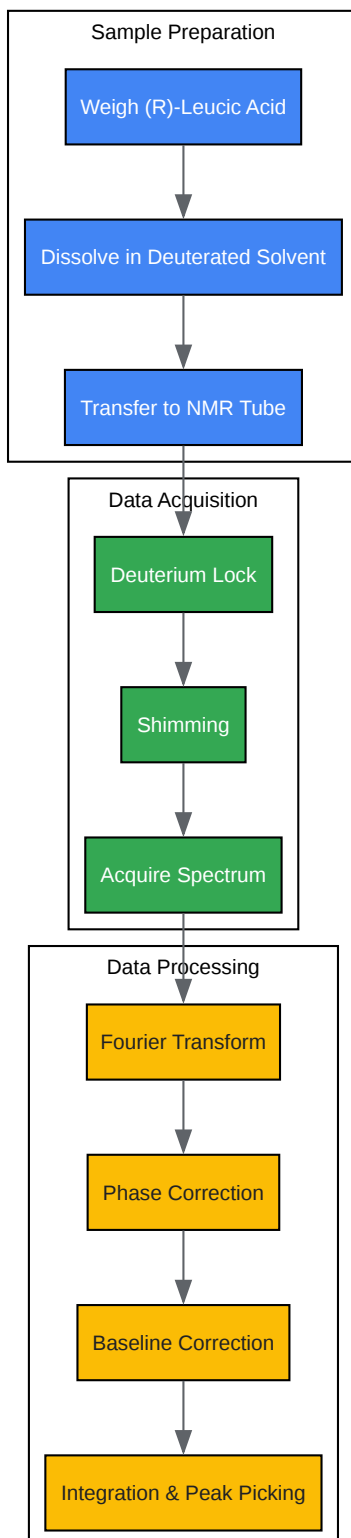 Sample Preparation
Weigh (R)-Leucic Acid
Dissolve in Deuterated Solvent
Transfer to NMR Tube
Data Acquisition
Deuterium Lock
Shimming
Acquire Spectrum
Data Processing
Fourier Transform
Phase Correction
Baseline Correction
Integration & Peak Picking